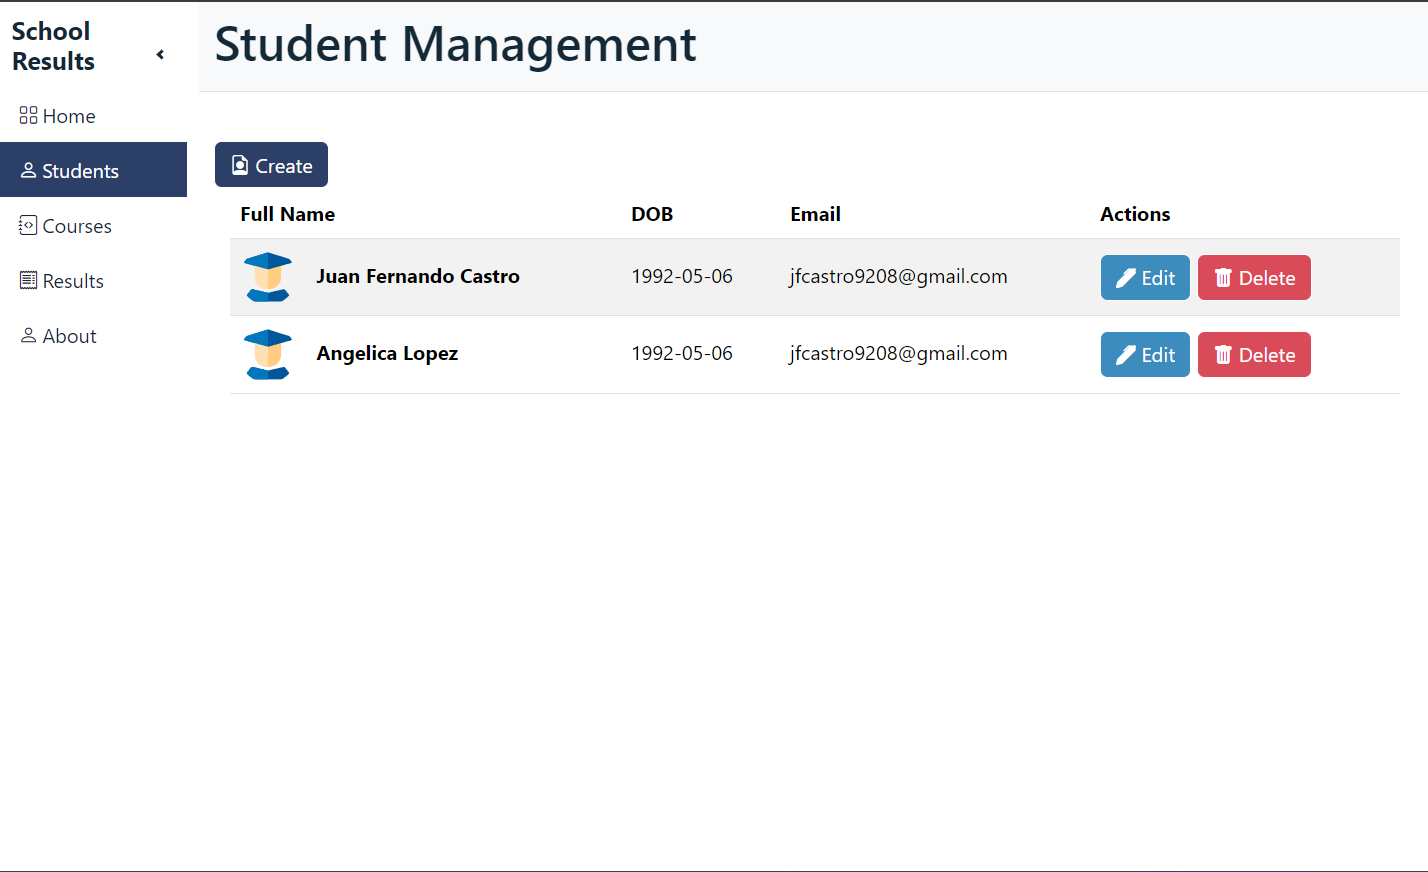 School
Results
Student Management
Home
Students
Courses
Results
About
Create
Full Name DOB Email Actions
Juan Fernando Castro 1992-05-06 jfcastro9208@gmail.com Edit Delete
Angelica Lopez 1992-05-06 jfcastro9208@gmail.com Edit Delete